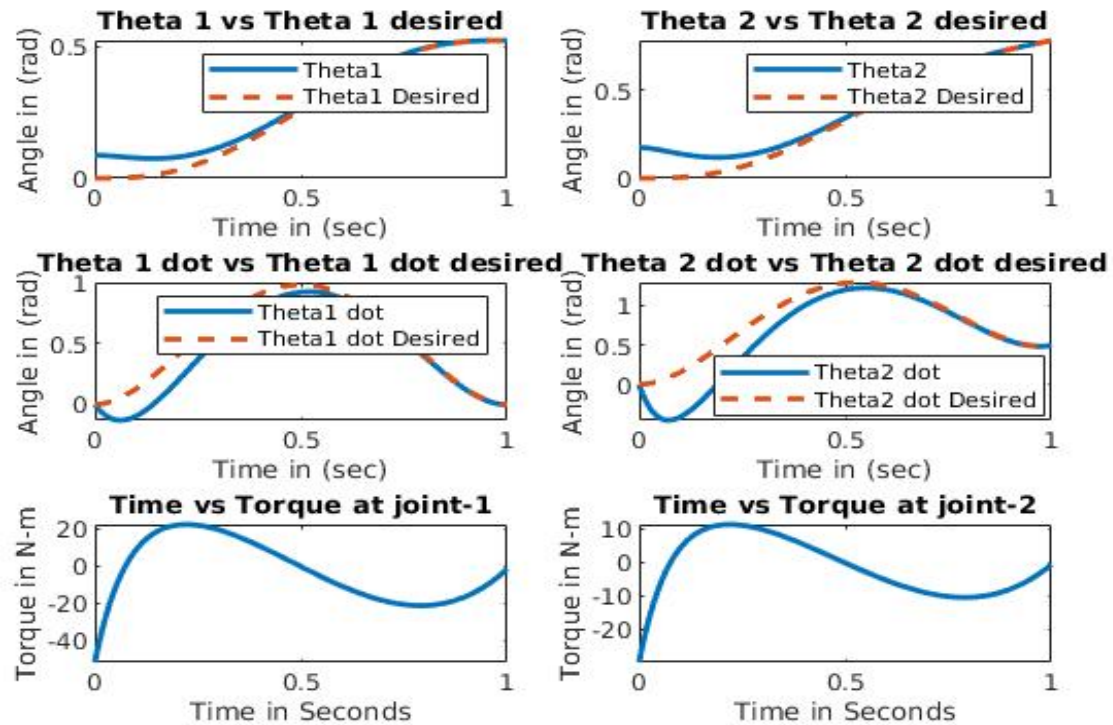 Theta 1 vs Theta 1 desired
0.5
0
Angle in (rad)
Theta1
Theta1 Desired
0
0.5
1
Time in (sec)
Theta 2 vs Theta 2 desired
0.5
0
Angle in (rad)
Theta2
Theta2 Desired
0
0.5
1
Time in (sec)
Theta 1 dot vs Theta 1 dot desired
1
0.5
0
Angle in (rad)
Theta1 dot
Theta1 dot Desired
0
0.5
1
Time in (sec)
Theta 2 dot vs Theta 2 dot desired
1
0.5
0
Angle in (rad)
Theta2 dot
Theta2 dot Desired
0
0.5
1
Time in (sec)
Time vs Torque at joint-1
20
0
-20
-40
Torque in N-m
0
0.5
1
Time in Seconds
Time vs Torque at joint-2
10
0
-10
-20
Torque in N-m
0
0.5
1
Time in Seconds